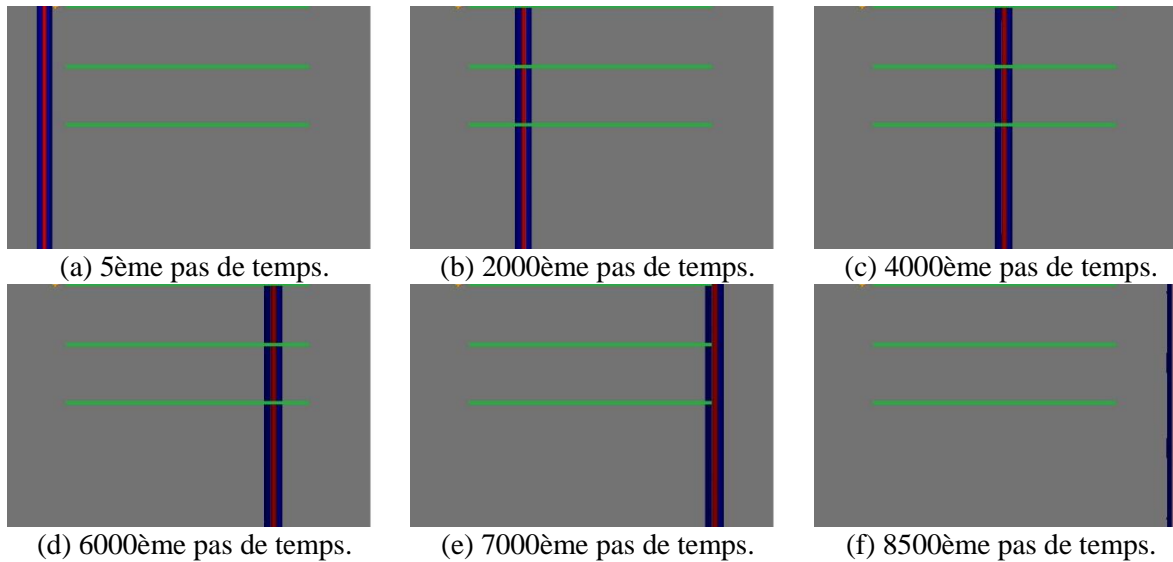 (a) 5ème pas de temps.
(b) 2000ème pas de temps.
(c) 4000ème pas de temps.
(d) 6000ème pas de temps.
(e) 7000ème pas de temps.
(f) 8500ème pas de temps.